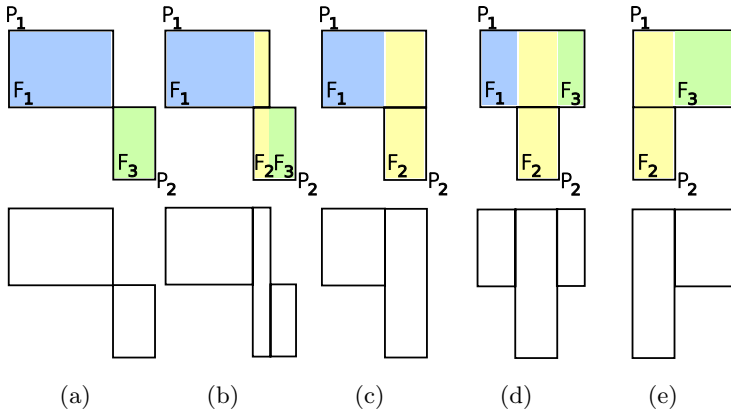 P1 P1 P1 P1 P1
F1 F1 F1 F1 F3 F3
F3 F2 F3 F2 F2 F2
P2 P2 P2 P2 P2
(a) (b) (c) (d) (e)